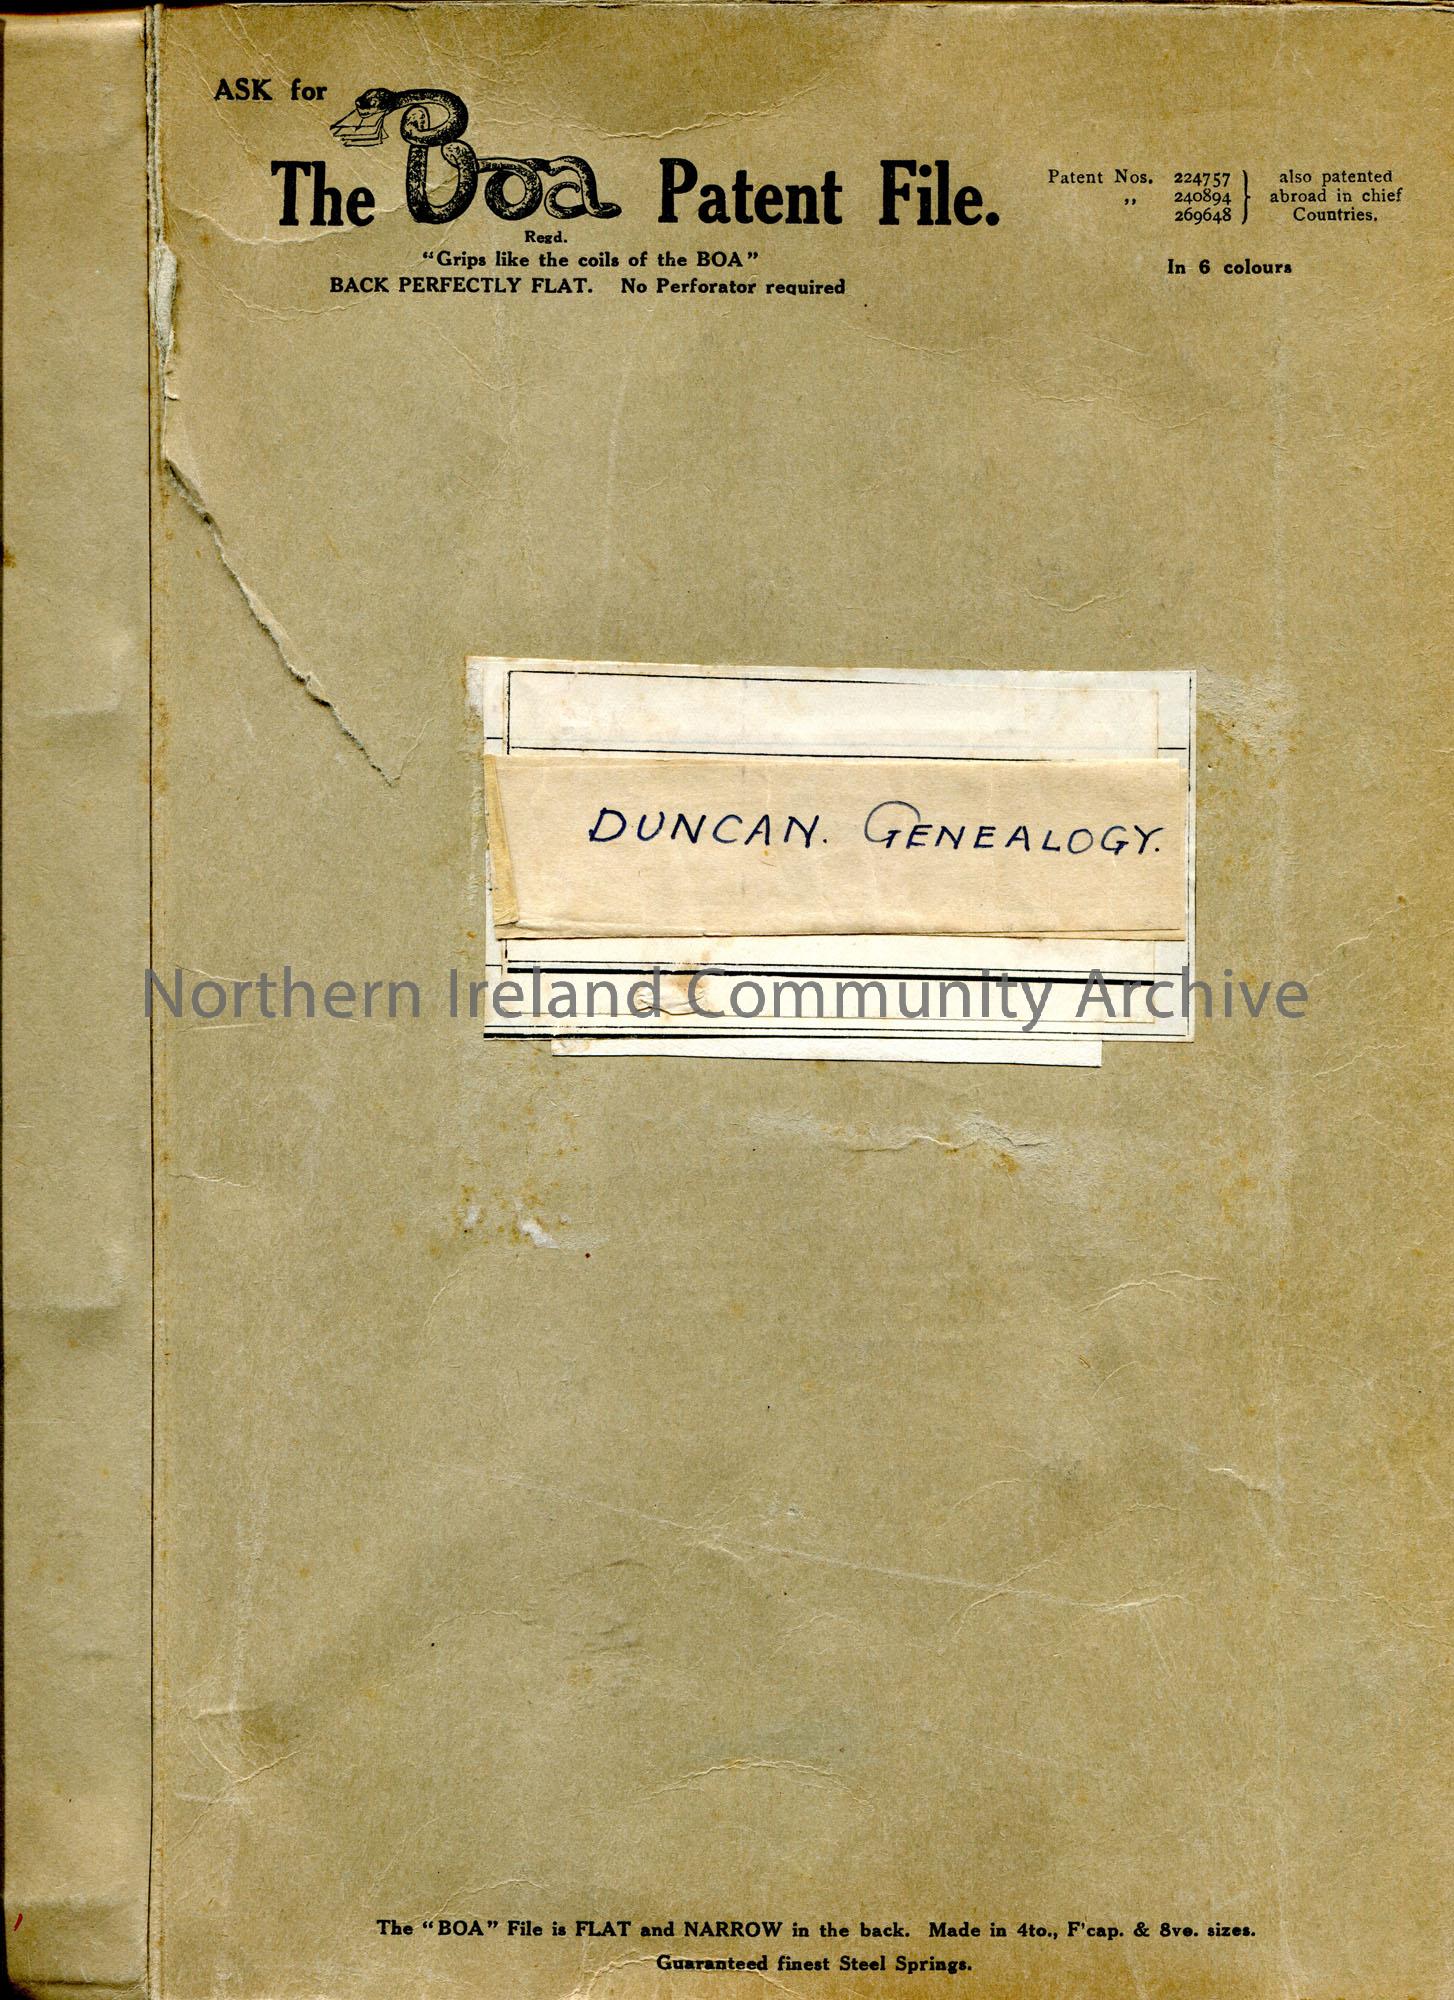 ASK for
The Boa Patent File.
Regd.
"Grips like the coils of the BOA"
BACK PERFECTLY FLAT. No Perforator required
Patent Nos. 224757 } also patented
,, 240894 } abroad in chief
269648 } Countries.
In 6 colours
DUNCAN. GENEALOGY.
Northern Ireland Community Archive
The "BOA" File is FLAT and NARROW in the back. Made in 4to., F'cap. & 8vo. sizes.
Guaranteed finest Steel Springs.